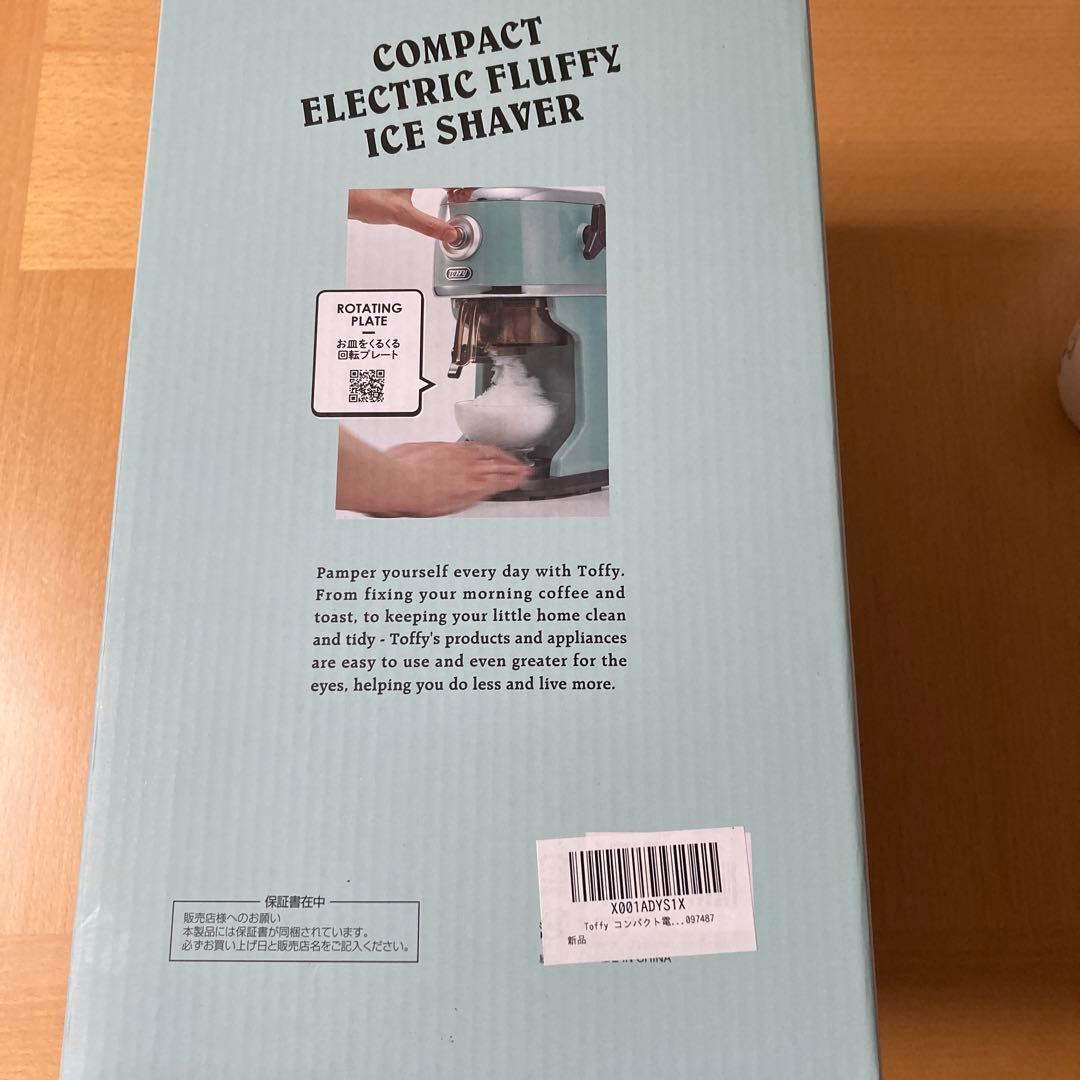 COMPACT
ELECTRIC FLUFFY
ICE SHAVER
TOFFY
ROTATING
PLATE
お皿をくるくる
回転プレート
Pamper yourself every day with Toffy.
From fixing your morning coffee and
toast, to keeping your little home clean
and tidy - Toffy's products and appliances
are easy to use and even greater for the
eyes, helping you do less and live more.
保証書在中
販売店様へのお願い
本製品には保証書が同梱されています。
必ずお買い上げ日と販売店名をご記入ください。
X001ADYS1X
Toffy コンパクト電...097487
新品
IN CHINA